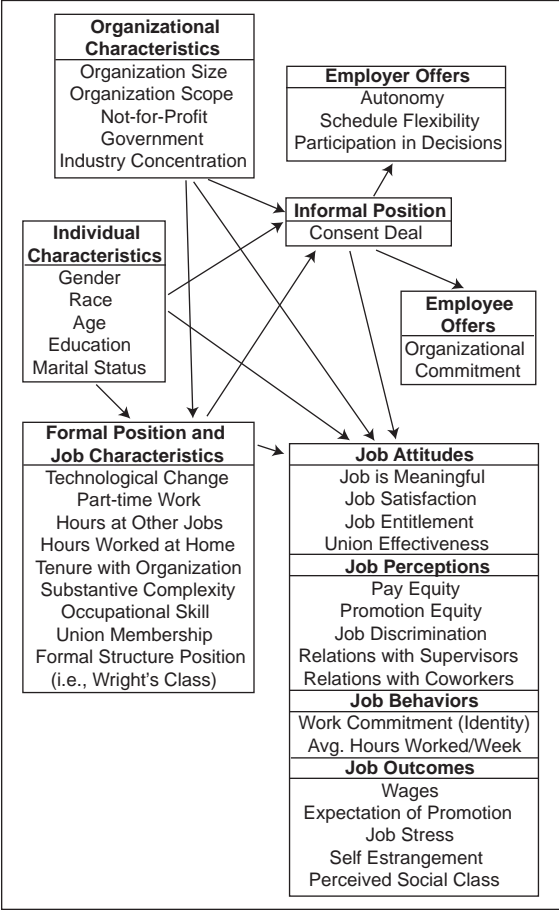 Organizational
Characteristics
Organization Size
Organization Scope
Not-for-Profit
Government
Industry Concentration
Employer Offers
Autonomy
Schedule Flexibility
Participation in Decisions
Informal Position
Consent Deal
Individual
Characteristics
Gender
Race
Age
Education
Marital Status
Employee
Offers
Organizational
Commitment
Formal Position and
Job Characteristics
Technological Change
Part-time Work
Hours at Other Jobs
Hours Worked at Home
Tenure with Organization
Substantive Complexity
Occupational Skill
Union Membership
Formal Structure Position
(i.e., Wright's Class)
Job Attitudes
Job is Meaningful
Job Satisfaction
Job Entitlement
Union Effectiveness
Job Perceptions
Pay Equity
Promotion Equity
Job Discrimination
Relations with Supervisors
Relations with Coworkers
Job Behaviors
Work Commitment (Identity)
Avg. Hours Worked/Week
Job Outcomes
Wages
Expectation of Promotion
Job Stress
Self Estrangement
Perceived Social Class